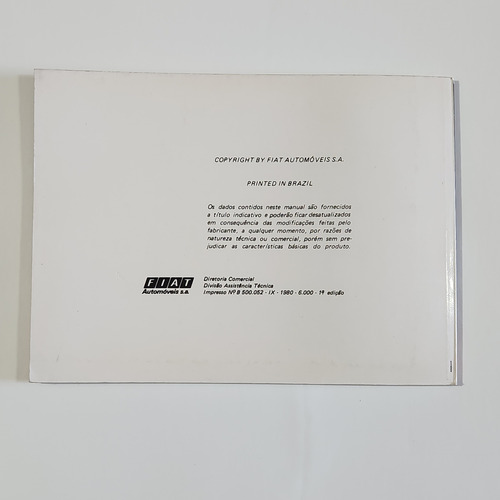 COPYRIGHT BY FIAT AUTOMÓVEIS S.A.
PRINTED IN BRAZIL
Os dados contidos neste manual são fornecidos
a título indicativo e poderão ficar desatualizados
em conseqüência das modificações feitas pelo
fabricante, a qualquer momento, por razões de
natureza técnica ou comercial, porém sem pre-
judicar as características básicas do produto.
FIAT
Automóveis s.a.
Diretoria Comercial
Divisão Assistência Técnica
Impresso Nº B 500.052 - IX - 1980 - 6.000 - 1ª edição